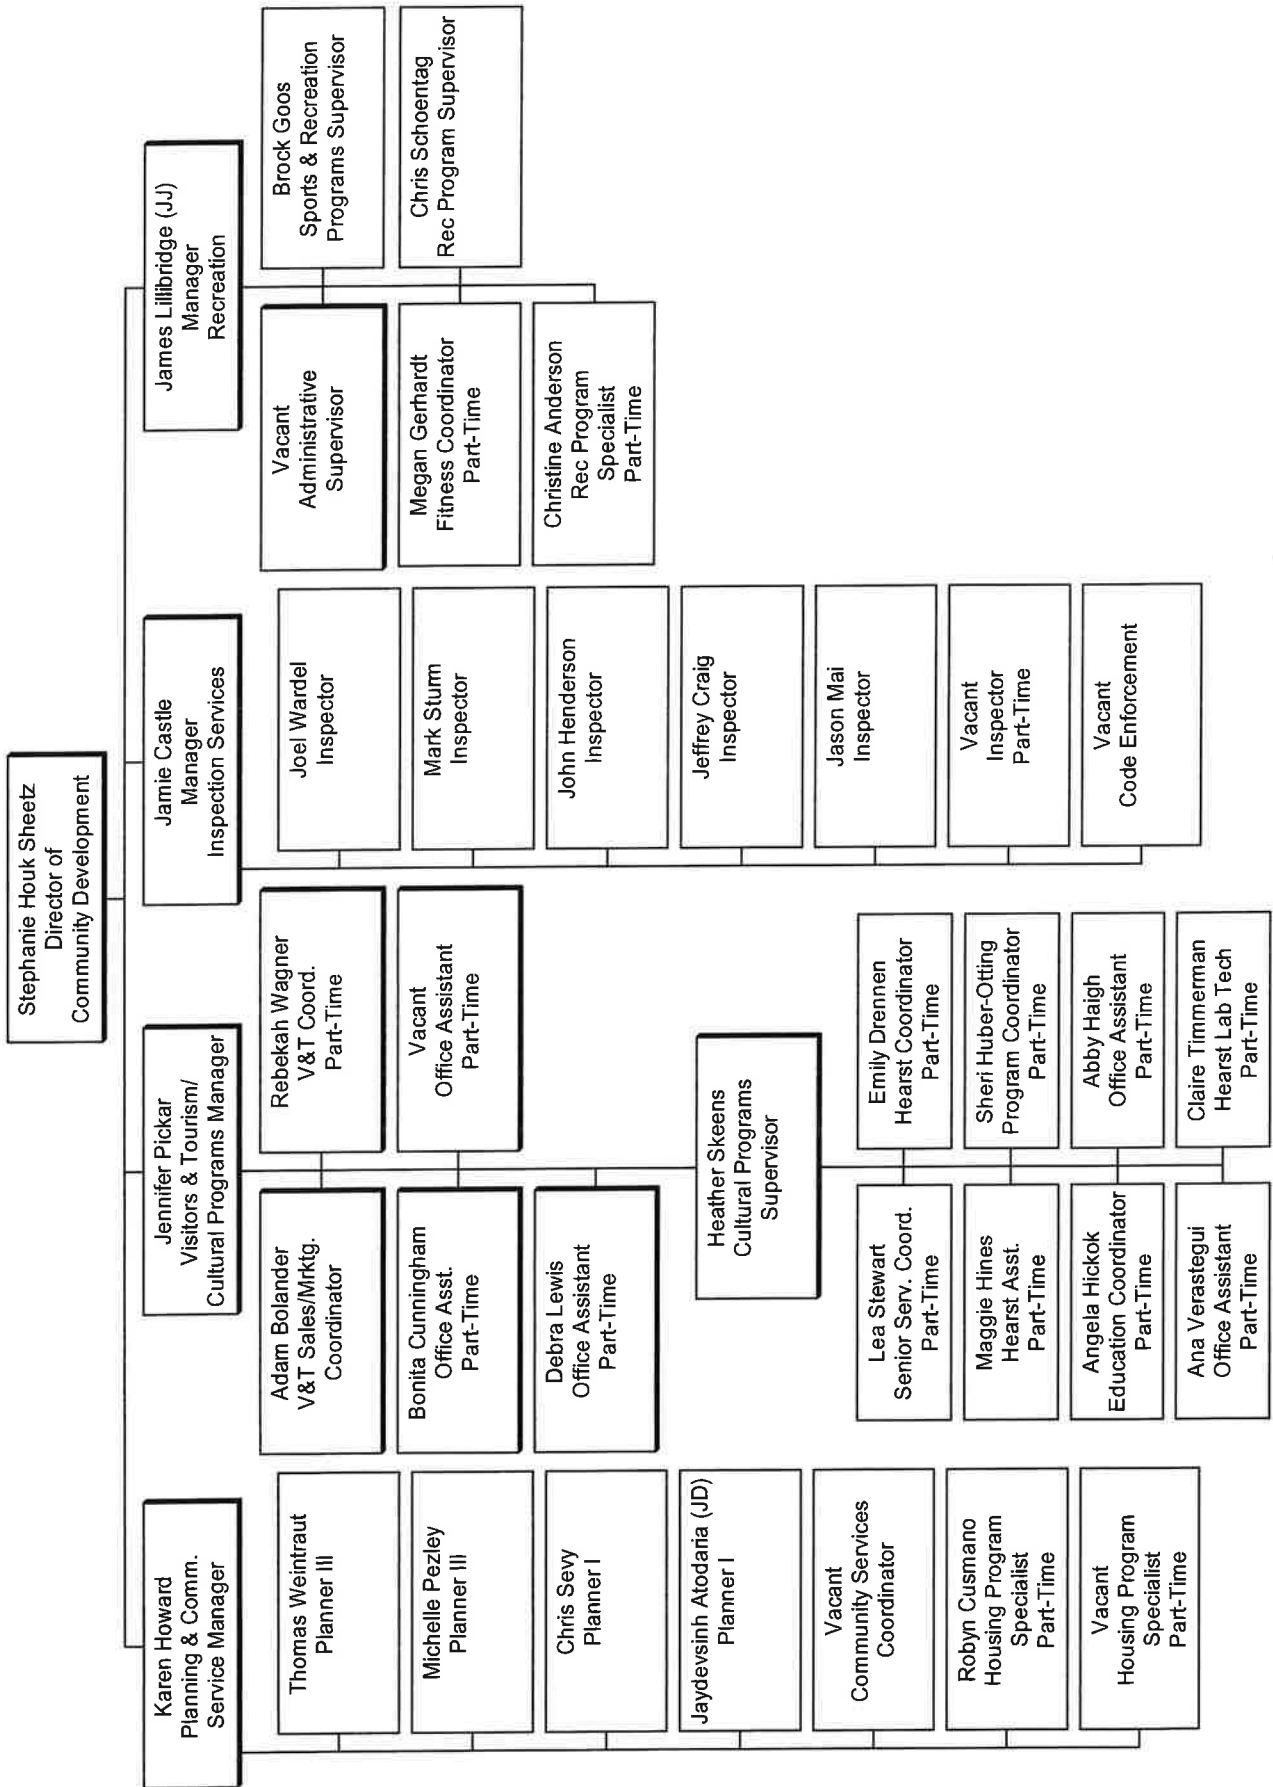 Stephanie Houk Sheetz
Director of
Community Development
Karen Howard
Planning & Comm.
Service Manager
Thomas Weintraut
Planner III
Michelle Pezley
Planner III
Chris Sevy
Planner I
Jaydevsinh Atodaria (JD)
Planner I
Vacant
Community Services
Coordinator
Robyn Cusmano
Housing Program
Specialist
Part-Time
Vacant
Housing Program
Specialist
Part-Time
Jennifer Pickar
Visitors & Tourism/
Cultural Programs Manager
Adam Bolander
V&T Sales/Mrktg.
Coordinator
Rebekah Wagner
V&T Coord.
Part-Time
Bonita Cunningham
Office Asst.
Part-Time
Vacant
Office Assistant
Part-Time
Debra Lewis
Office Assistant
Part-Time
Heather Skeens
Cultural Programs
Supervisor
Lea Stewart
Senior Serv. Coord.
Part-Time
Emily Drennen
Hearst Coordinator
Part-Time
Maggie Hines
Hearst Asst.
Part-Time
Sheri Huber-Otting
Program Coordinator
Part-Time
Angela Hickok
Education Coordinator
Part-Time
Abby Haigh
Office Assistant
Part-Time
Ana Verastegui
Office Assistant
Part-Time
Claire Timmerman
Hearst Lab Tech
Part-Time
Jamie Castle
Manager
Inspection Services
Joel Wardel
Inspector
Mark Sturm
Inspector
John Henderson
Inspector
Jeffrey Craig
Inspector
Jason Mai
Inspector
Vacant
Inspector
Part-Time
Vacant
Code Enforcement
James Lillibridge (JJ)
Manager
Recreation
Vacant
Administrative
Supervisor
Brock Goos
Sports & Recreation
Programs Supervisor
Megan Gerhardt
Fitness Coordinator
Part-Time
Chris Schoentag
Rec Program Supervisor
Christine Anderson
Rec Program
Specialist
Part-Time